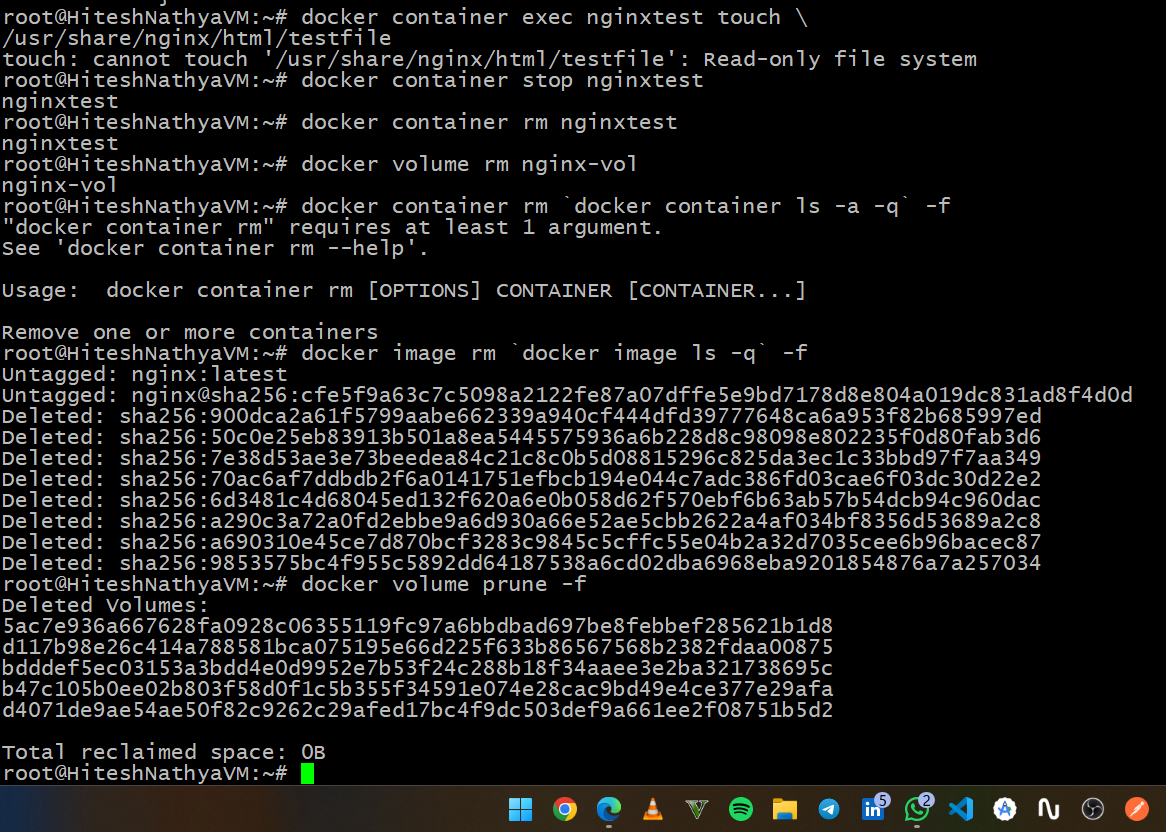 root@HiteshNathyaVM:~# docker container exec nginxtest touch \
/usr/share/nginx/html/testfile
touch: cannot touch '/usr/share/nginx/html/testfile': Read-only file system
root@HiteshNathyaVM:~# docker container stop nginxtest
nginxtest
root@HiteshNathyaVM:~# docker container rm nginxtest
nginxtest
root@HiteshNathyaVM:~# docker volume rm nginx-vol
nginx-vol
root@HiteshNathyaVM:~# docker container rm `docker container ls -a -q` -f
"docker container rm" requires at least 1 argument.
See 'docker container rm --help'.
Usage:  docker container rm [OPTIONS] CONTAINER [CONTAINER...]
Remove one or more containers
root@HiteshNathyaVM:~# docker image rm `docker image ls -q` -f
Untagged: nginx:latest
Untagged: nginx@sha256:cfe5f9a63c7c5098a2122fe87a07dffe5e9bd7178d8e804a019dc831ad8f4d0d
Deleted: sha256:900dca2a61f5799aabe662339a940cf444dfd39777648ca6a953f82b685997ed
Deleted: sha256:50c0e25eb83913b501a8ea5445575936a6b228d8c98098e802235f0d80fab3d6
Deleted: sha256:7e38d53ae3e73beedea84c21c8c0b5d08815296c825da3ec1c33bbd97f7aa349
Deleted: sha256:70ac6af7ddbdb2f6a0141751efbcb194e044c7adc386fd03cae6f03dc30d22e2
Deleted: sha256:6d3481c4d68045ed132f620a6e0b058d62f570ebf6b63ab57b54dcb94c960dac
Deleted: sha256:a290c3a72a0fd2ebbe9a6d930a66e52ae5cbb2622a4af034bf8356d53689a2c8
Deleted: sha256:a690310e45ce7d870bcf3283c9845c5cffc55e04b2a32d7035cee6b96bacec87
Deleted: sha256:9853575bc4f955c5892dd64187538a6cd02dba6968eba9201854876a7a257034
root@HiteshNathyaVM:~# docker volume prune -f
Deleted Volumes:
5ac7e936a667628fa0928c06355119fc97a6bbdbad697be8febbef285621b1d8
d117b98e26c414a788581bca075195e66d225f633b86567568b2382fdaa00875
bdddef5ec03153a3bdd4e0d9952e7b53f24c288b18f34aaee3e2ba321738695c
b47c105b0ee02b803f58d0f1c5b355f34591e074e28cac9bd49e4ce377e29afa
d4071de9ae54ae50f82c9262c29afed17bc4f9dc503def9a661ee2f08751b5d2
Total reclaimed space: 0B
root@HiteshNathyaVM:~#
5 2